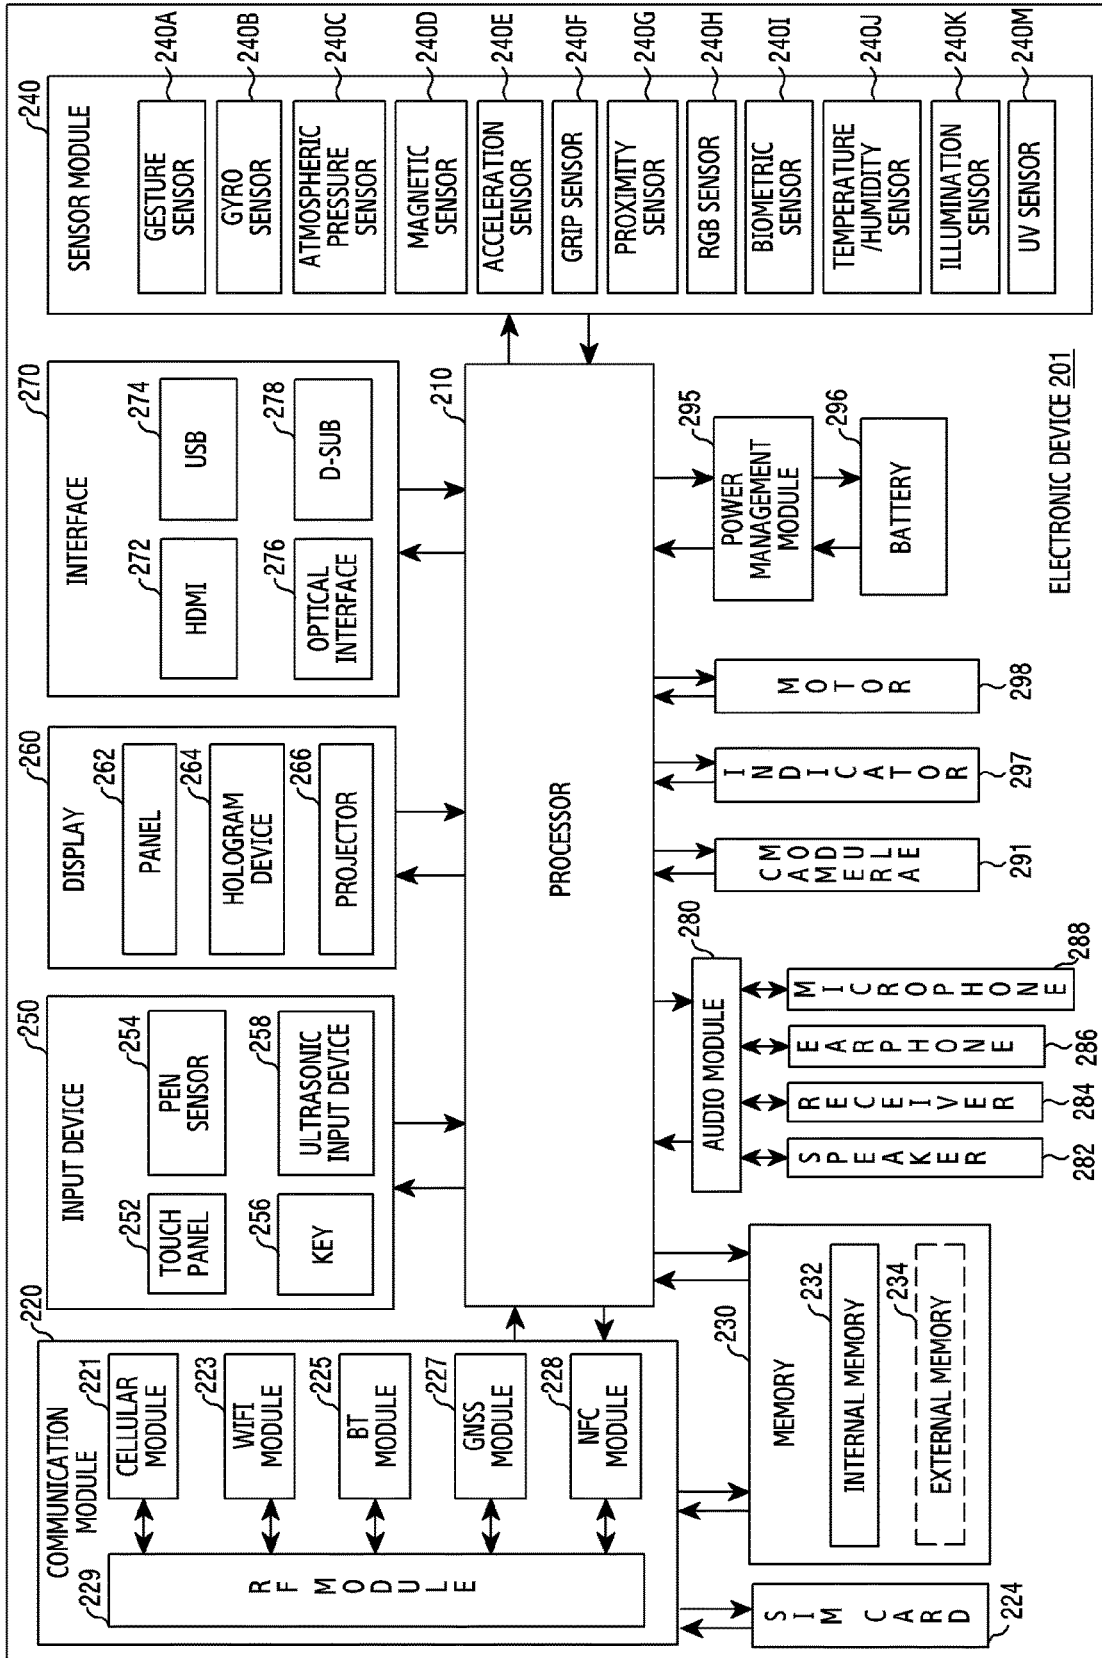 ELECTRONIC DEVICE 201
COMMUNICATION
MODULE
220
229
RF MODULE
221
CELLULAR
MODULE
223
WIFI
MODULE
225
BT
MODULE
227
GNSS
MODULE
228
NFC
MODULE
INPUT DEVICE
250
252
TOUCH
PANEL
254
PEN
SENSOR
256
KEY
258
ULTRASONIC
INPUT DEVICE
DISPLAY
260
262
PANEL
264
HOLOGRAM
DEVICE
266
PROJECTOR
INTERFACE
270
272
HDMI
274
USB
276
OPTICAL
INTERFACE
278
D-SUB
SENSOR MODULE
240
GESTURE
SENSOR
240A
GYRO
SENSOR
240B
ATMOSPHERIC
PRESSURE
SENSOR
240C
MAGNETIC
SENSOR
240D
ACCELERATION
SENSOR
240E
GRIP SENSOR
240F
PROXIMITY
SENSOR
240G
RGB SENSOR
240H
BIOMETRIC
SENSOR
240I
TEMPERATURE
/HUMIDITY
SENSOR
240J
ILLUMINATION
SENSOR
240K
UV SENSOR
240M
PROCESSOR
210
SIM CARD
224
MEMORY
230
232
INTERNAL MEMORY
234
EXTERNAL MEMORY
AUDIO MODULE
280
SPEAKER
282
RECEIVER
284
EARPHONE
286
MICROPHONE
288
CAMERA
MODULE
291
INDICATOR
297
MOTOR
298
POWER
MANAGEMENT
MODULE
295
BATTERY
296